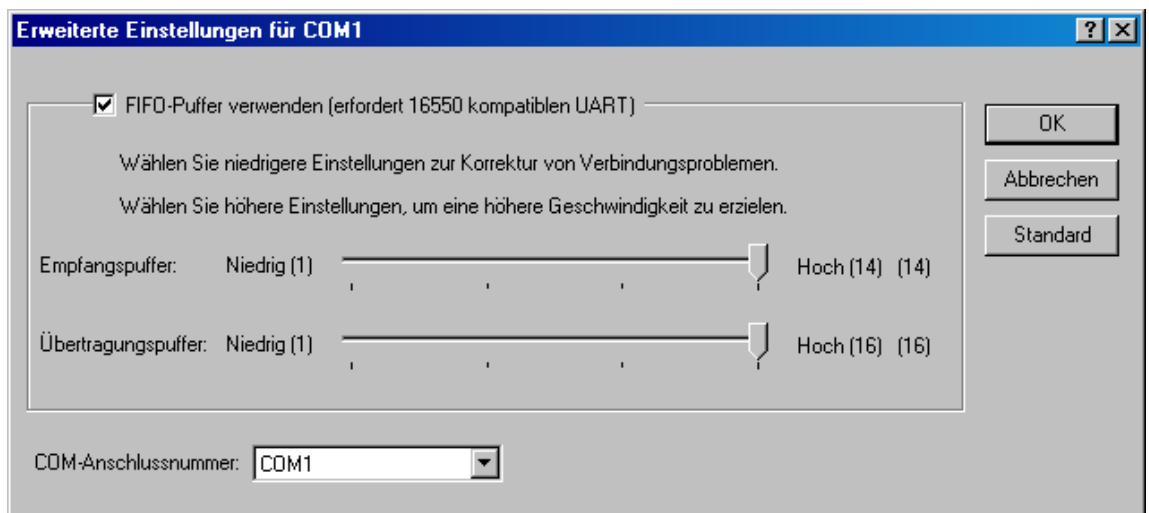 Erweiterte Einstellungen für COM1
FIFO-Puffer verwenden (erfordert 16550 kompatiblen UART)
OK
Wählen Sie niedrigere Einstellungen zur Korrektur von Verbindungsproblemen.
Abbrechen
Wählen Sie höhere Einstellungen, um eine höhere Geschwindigkeit zu erzielen.
Standard
Empfangspuffer: Niedrig (1) Hoch (14) (14)
Übertragungspuffer: Niedrig (1) Hoch (16) (16)
COM-Anschlussnummer: COM1